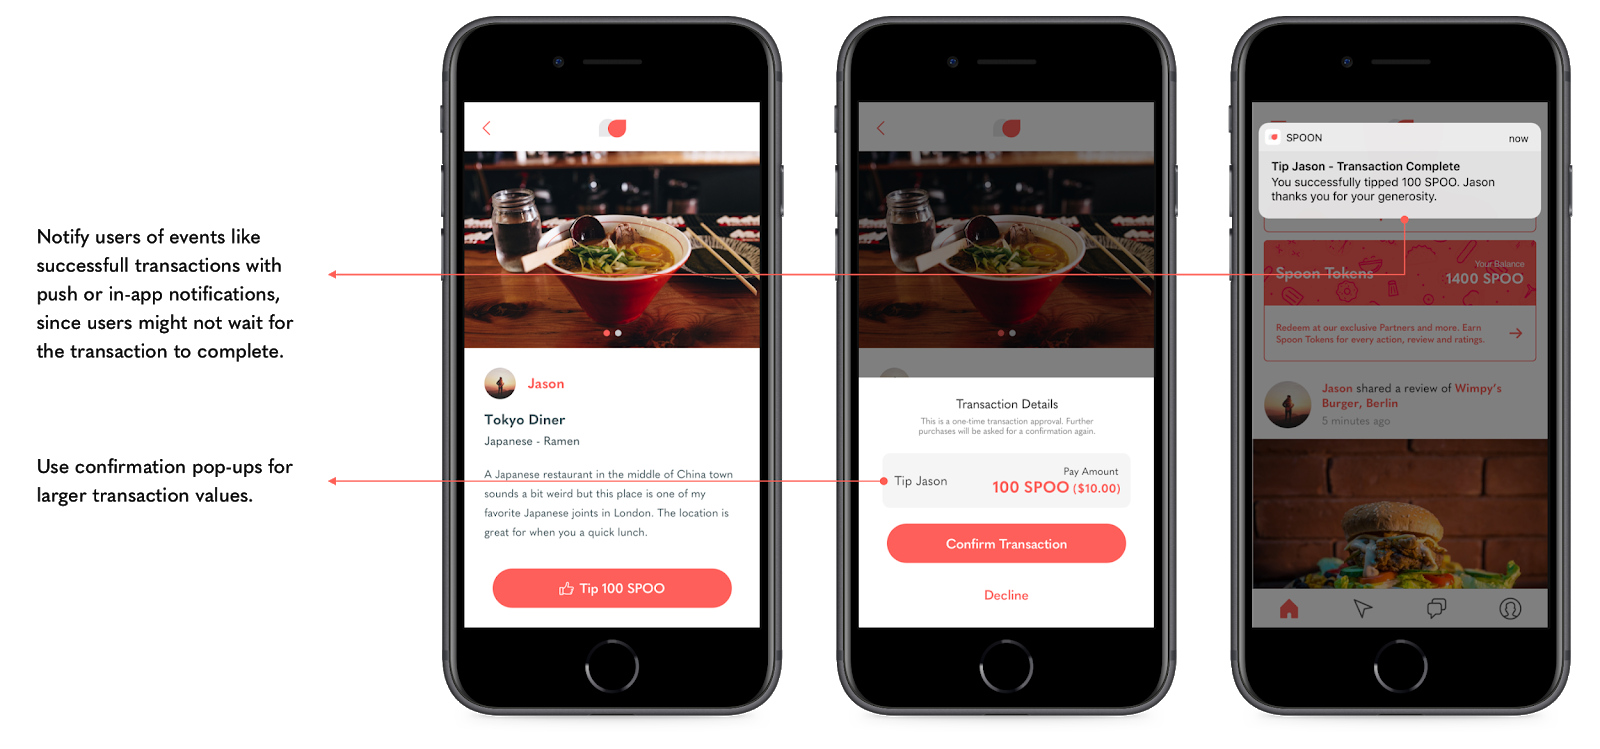 Notify users of events like
successfull transactions with
push or in-app notifications,
since users might not wait for
the transaction to complete.
Use confirmation pop-ups for
larger transaction values.
Jason
Tokyo Diner
Japanese - Ramen
A Japanese restaurant in the middle of China town
sounds a bit weird but this place is one of my
favorite Japanese joints in London. The location is
great for when you a quick lunch.
Tip 100 SPOO
Transaction Details
This is a one-time transaction approval. Further
purchases will be asked for a confirmation again.
Tip Jason
Pay Amount
100 SPOO ($10.00)
Confirm Transaction
Decline
SPOON
now
Tip Jason - Transaction Complete
You successfully tipped 100 SPOO. Jason
thanks you for your generosity.
Spoon Tokens
Your Balance
1400 SPOO
Redeem at our exclusive Partners and more. Earn
Spoon Tokens for every action, review and ratings.
Jason shared a review of Wimpy's
Burger, Berlin
5 minutes ago